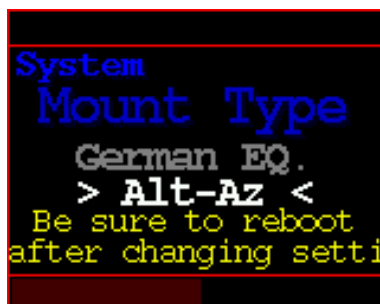 System
Mount Type
German EQ.
> Alt-Az <
Be sure to reboot
after changing setti